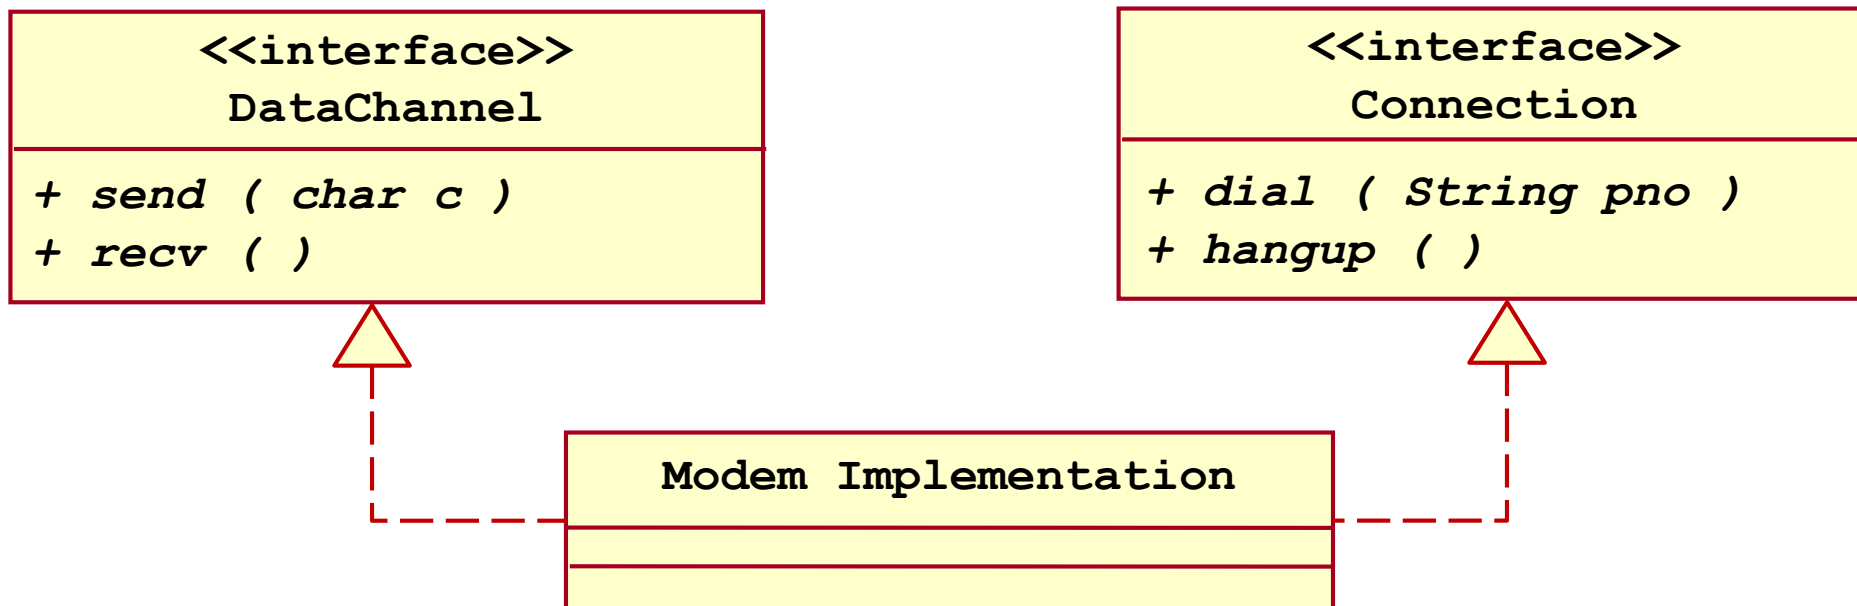 <<interface>>
DataChannel
+ send ( char c )
+ recv ( )
<<interface>>
Connection
+ dial ( String pno )
+ hangup ( )
Modem Implementation